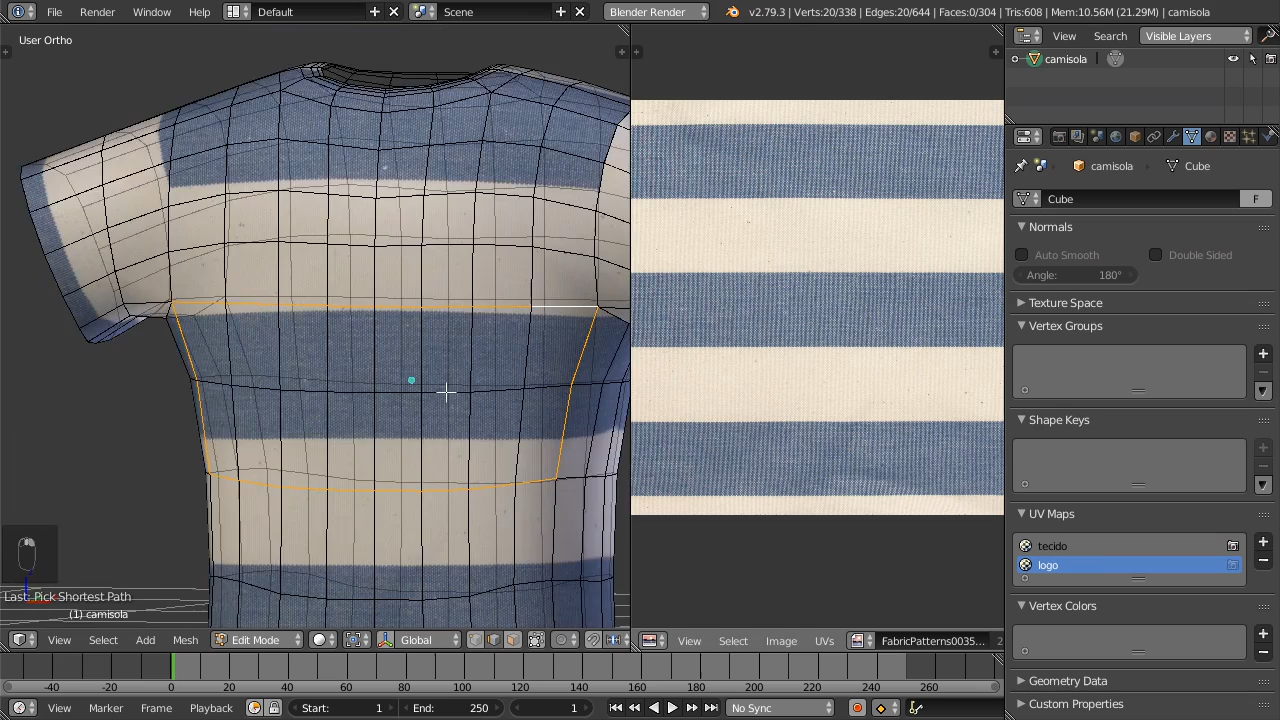 File Render Window Help Default Scene Blender Render v2.79.3 | Verts:20/338 | Edges:20/644 | Faces:0/304 | Tris:608 | Mem:10.56M (21.29M) | camisola
User Ortho
View Search Visible Layers
camisola
camisola Cube
Cube F
Normals
Auto Smooth Double Sided
Angle: 180°
Texture Space
Vertex Groups
Shape Keys
UV Maps
tecido
logo
Vertex Colors
Geometry Data
Custom Properties
Last: Pick Shortest Path
(1) camisola
View Select Add Mesh Edit Mode Global
View Select Image UVs FabricPatterns0035... 2
-40 -20 0 20 40 60 80 100 120 140 160 180 200 220 240 260
View Marker Frame Playback Start: 1 End: 250 1 No Sync